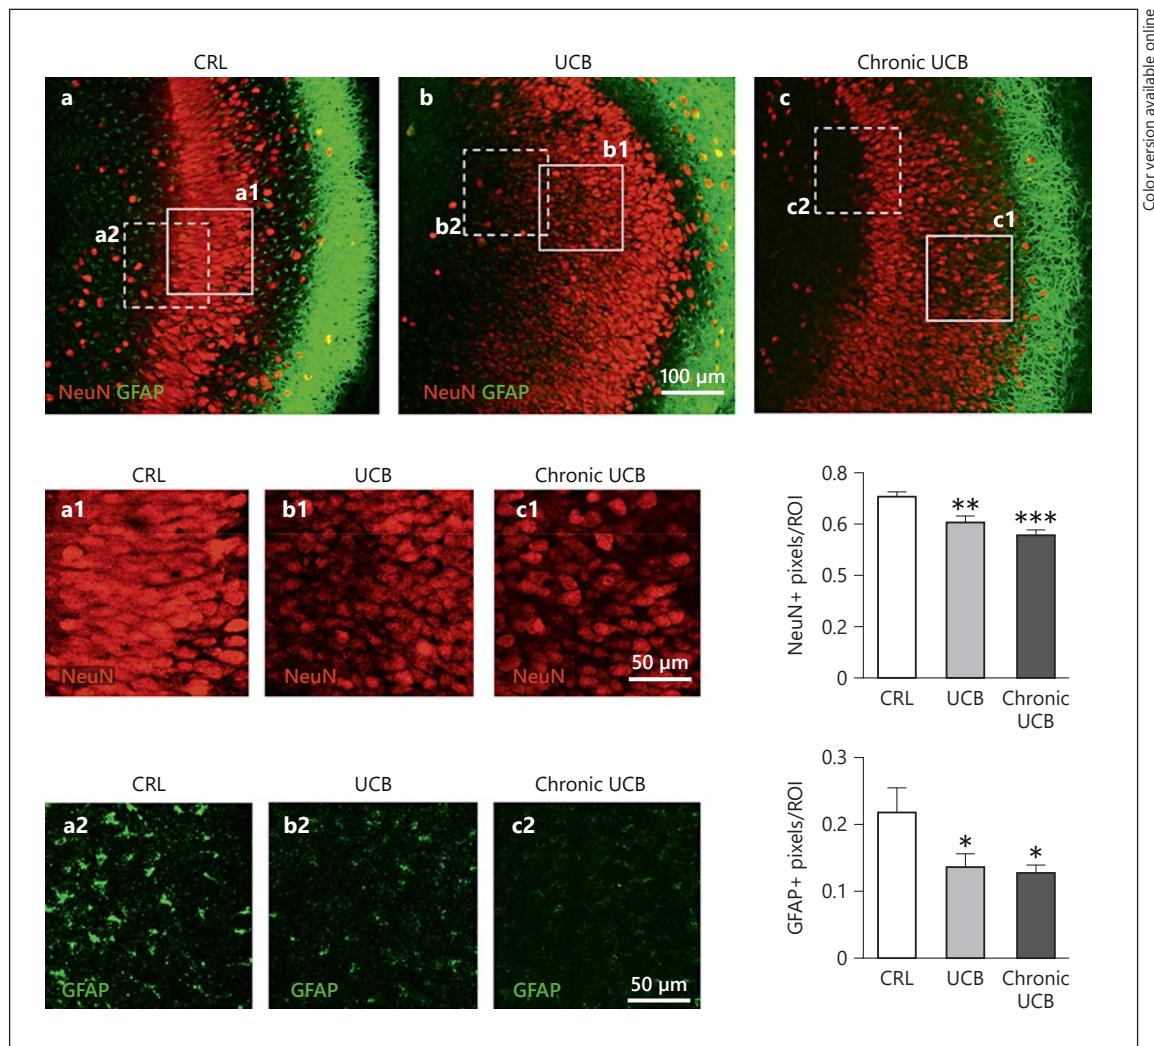 Color version available online
CRL
UCB
Chronic UCB
a
a1
a2
NeuN GFAP
b
b1
b2
NeuN GFAP
100 µm
c
c2
c1
CRL
UCB
Chronic UCB
a1
NeuN
b1
NeuN
c1
NeuN
50 µm
NeuN+ pixels/ROI
0.8
0.6
0.5
0.2
0
**
***
CRL
UCB
Chronic
UCB
CRL
UCB
Chronic UCB
a2
GFAP
b2
GFAP
c2
GFAP
50 µm
GFAP+ pixels/ROI
0.3
0.2
0.1
0
*
*
CRL
UCB
Chronic
UCB